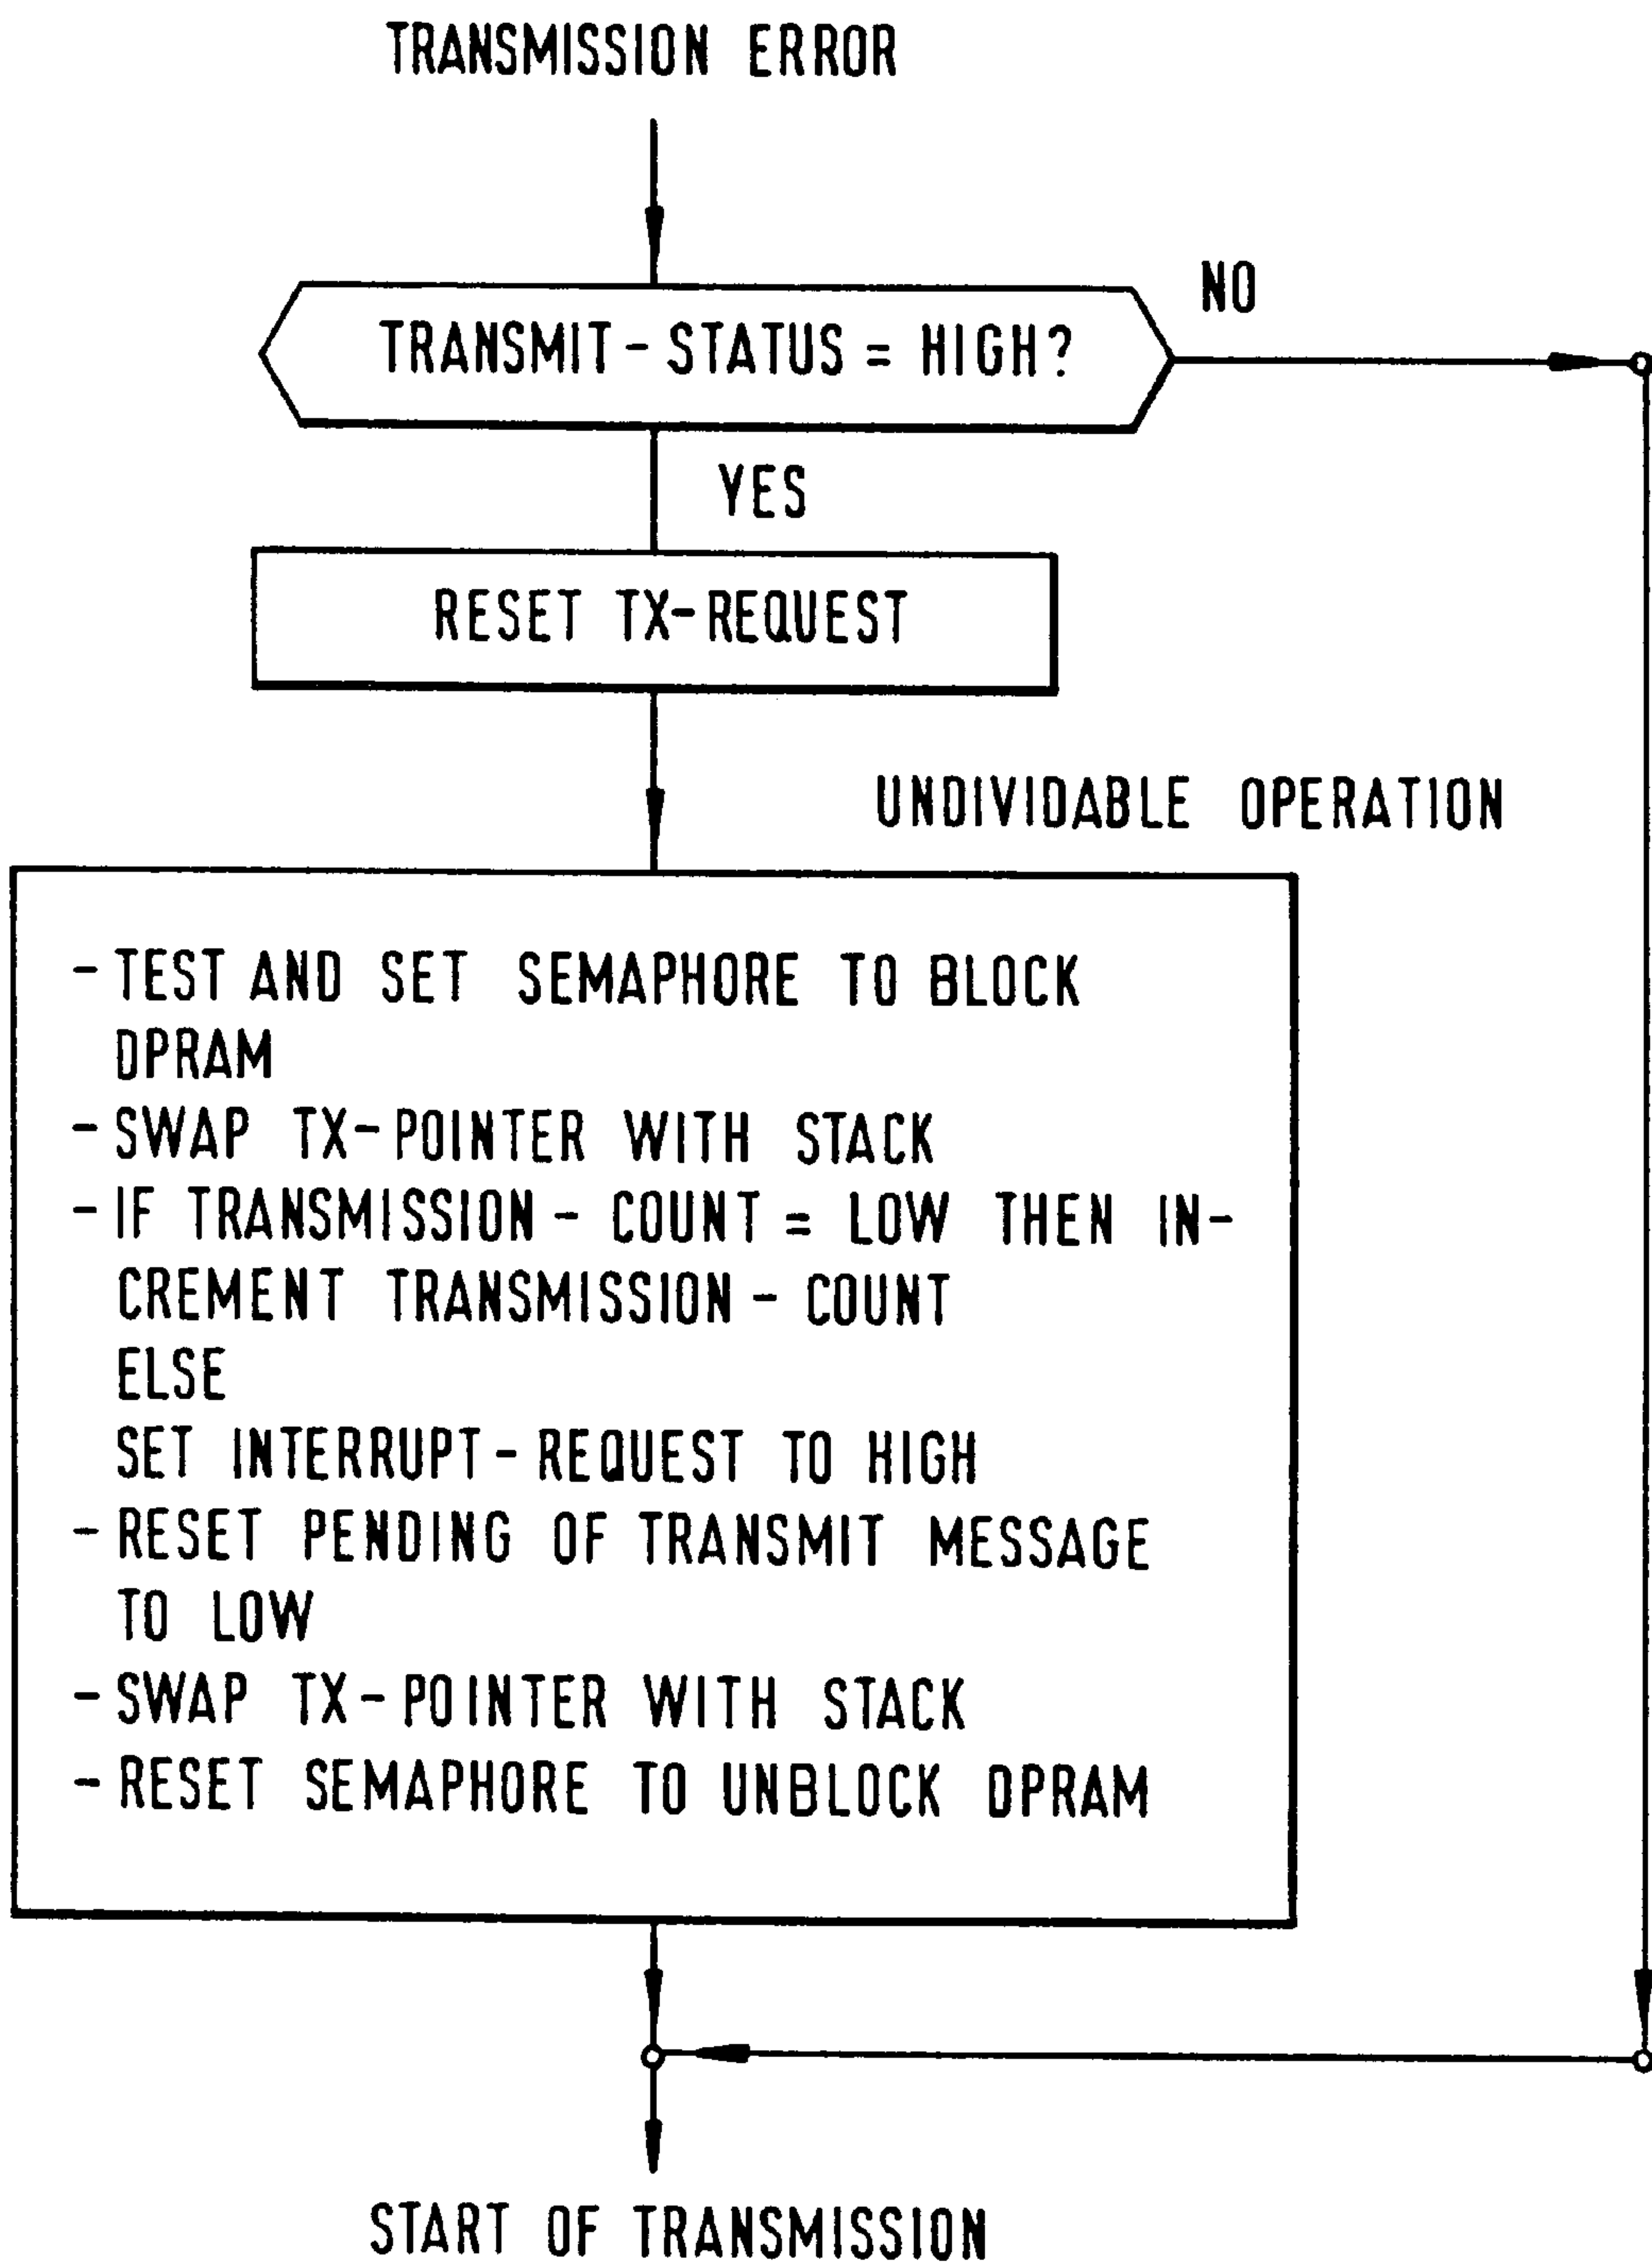 TRANSMISSION ERROR
NO
TRANSMIT - STATUS = HIGH?
YES
RESET TX-REQUEST
UNDIVIDABLE OPERATION
- TEST AND SET SEMAPHORE TO BLOCK
DPRAM
- SWAP TX-POINTER WITH STACK
- IF TRANSMISSION - COUNT = LOW THEN IN-
CREMENT TRANSMISSION - COUNT
ELSE
SET INTERRUPT - REQUEST TO HIGH
- RESET PENDING OF TRANSMIT MESSAGE
TO LOW
- SWAP TX-POINTER WITH STACK
- RESET SEMAPHORE TO UNBLOCK DPRAM
START OF TRANSMISSION